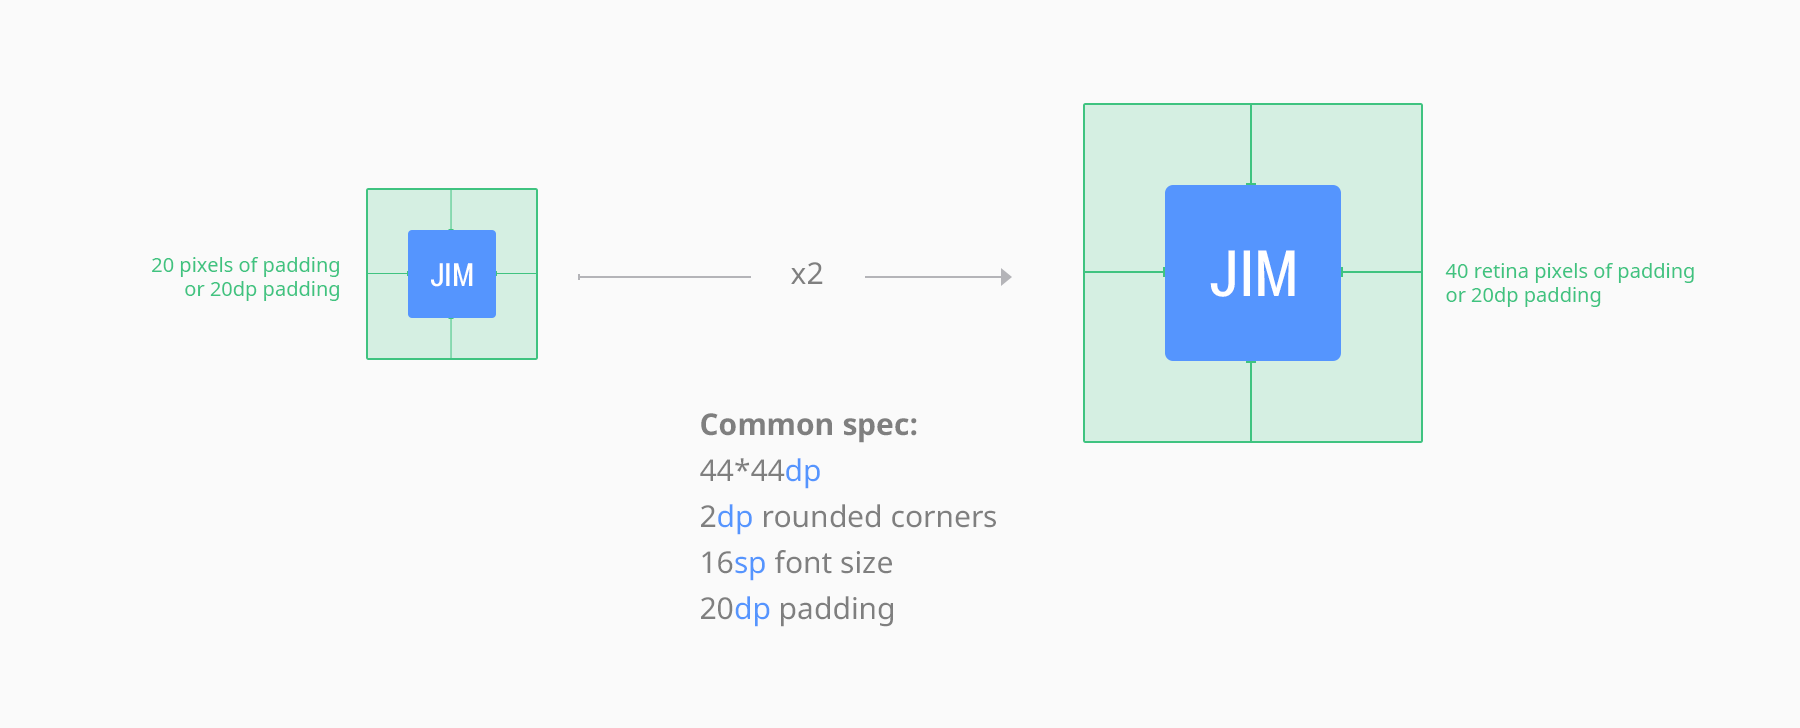 20 pixels of padding
or 20dp padding
JIM
x2
JIM
40 retina pixels of padding
or 20dp padding
Common spec:
44*44dp
2dp rounded corners
16sp font size
20dp padding